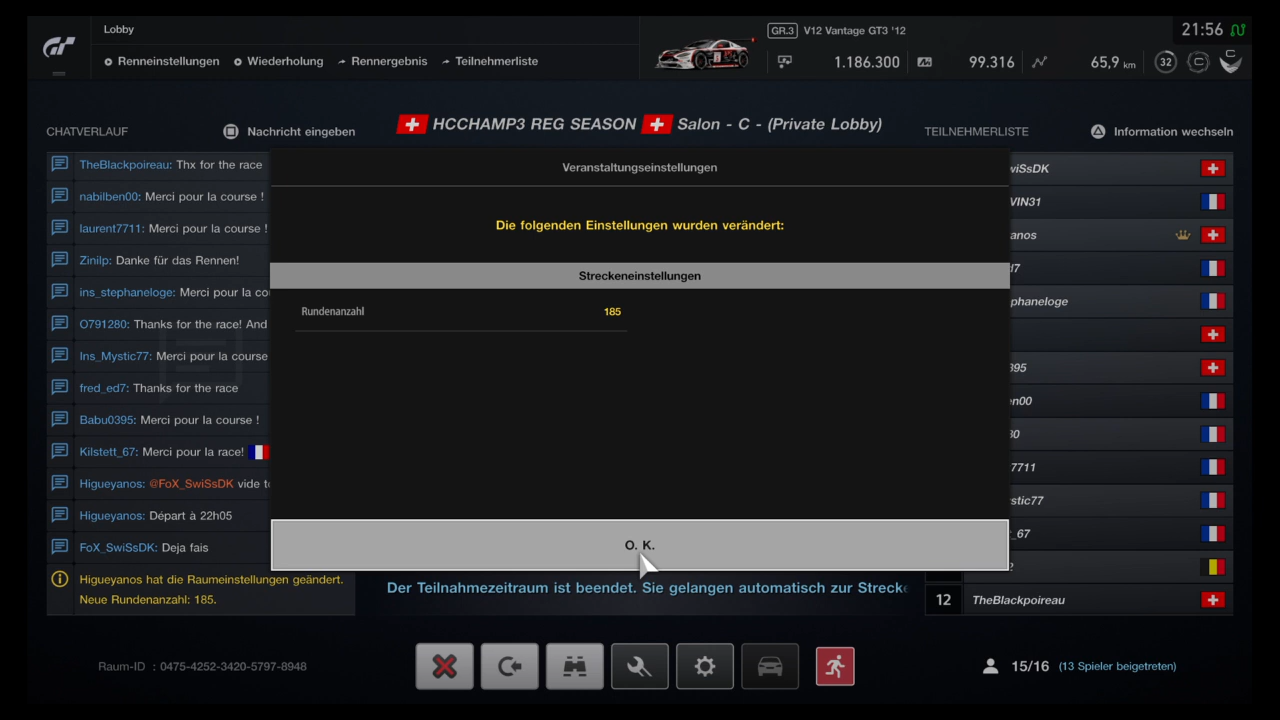 Lobby
GR.3 V12 Vantage GT3 '12
21:56
Renneinstellungen Wiederholung Rennergebnis Teilnehmerliste
1.186.300 99.316 65,9 km 32 C C
HCCHAMP3 REG SEASON Salon - C - (Private Lobby)
CHATVERLAUF Nachricht eingeben
TEILNEHMERLISTE Information wechseln
TheBlackpoireau: Thx for the race
nabilben00: Merci pour la course !
laurent7711: Merci pour la course !
Zinilp: Danke für das Rennen!
ins_stephaneloge: Merci pour la co
O791280: Thanks for the race! And
Ins_Mystic77: Merci pour la course
fred_ed7: Thanks for the race
Babu0395: Merci pour la course !
Kilstett_67: Merci pour la race!
Higueyanos: @FoX_SwiSsDK vide t
Higueyanos: Départ à 22h05
FoX_SwiSsDK: Deja fais
Higueyanos hat die Raumeinstellungen geändert.
Neue Rundenanzahl: 185.
Veranstaltungseinstellungen
Die folgenden Einstellungen wurden verändert:
Streckeneinstellungen
Rundenanzahl 185
O. K.
Der Teilnahmezeitraum ist beendet. Sie gelangen automatisch zur Strecke
wiSsDK
VIN31
anos
d7
phaneloge
395
en00
80
7711
stic77
_67
2
12 TheBlackpoireau
Raum-ID : 0475-4252-3420-5797-8948
15/16 (13 Spieler beigetreten)